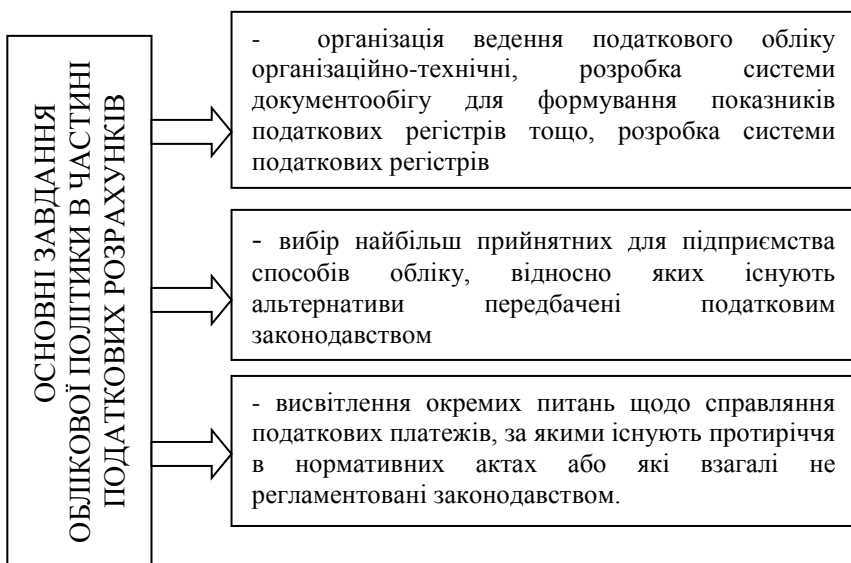 ОСНОВНІ ЗАВДАННЯ
ОБЛІКОВОЇ ПОЛІТИКИ В ЧАСТИНІ
ПОДАТКОВИХ РОЗРАХУНКІВ
- організація ведення податкового обліку
організаційно-технічні, розробка системи
документообігу для формування показників
податкових регістрів тощо, розробка системи
податкових регістрів
- вибір найбільш прийнятних для підприємства
способів обліку, відносно яких існують
альтернативи передбачені податковим
законодавством
- висвітлення окремих питань щодо справляння
податкових платежів, за якими існують протиріччя
в нормативних актах або які взагалі не
регламентовані законодавством.